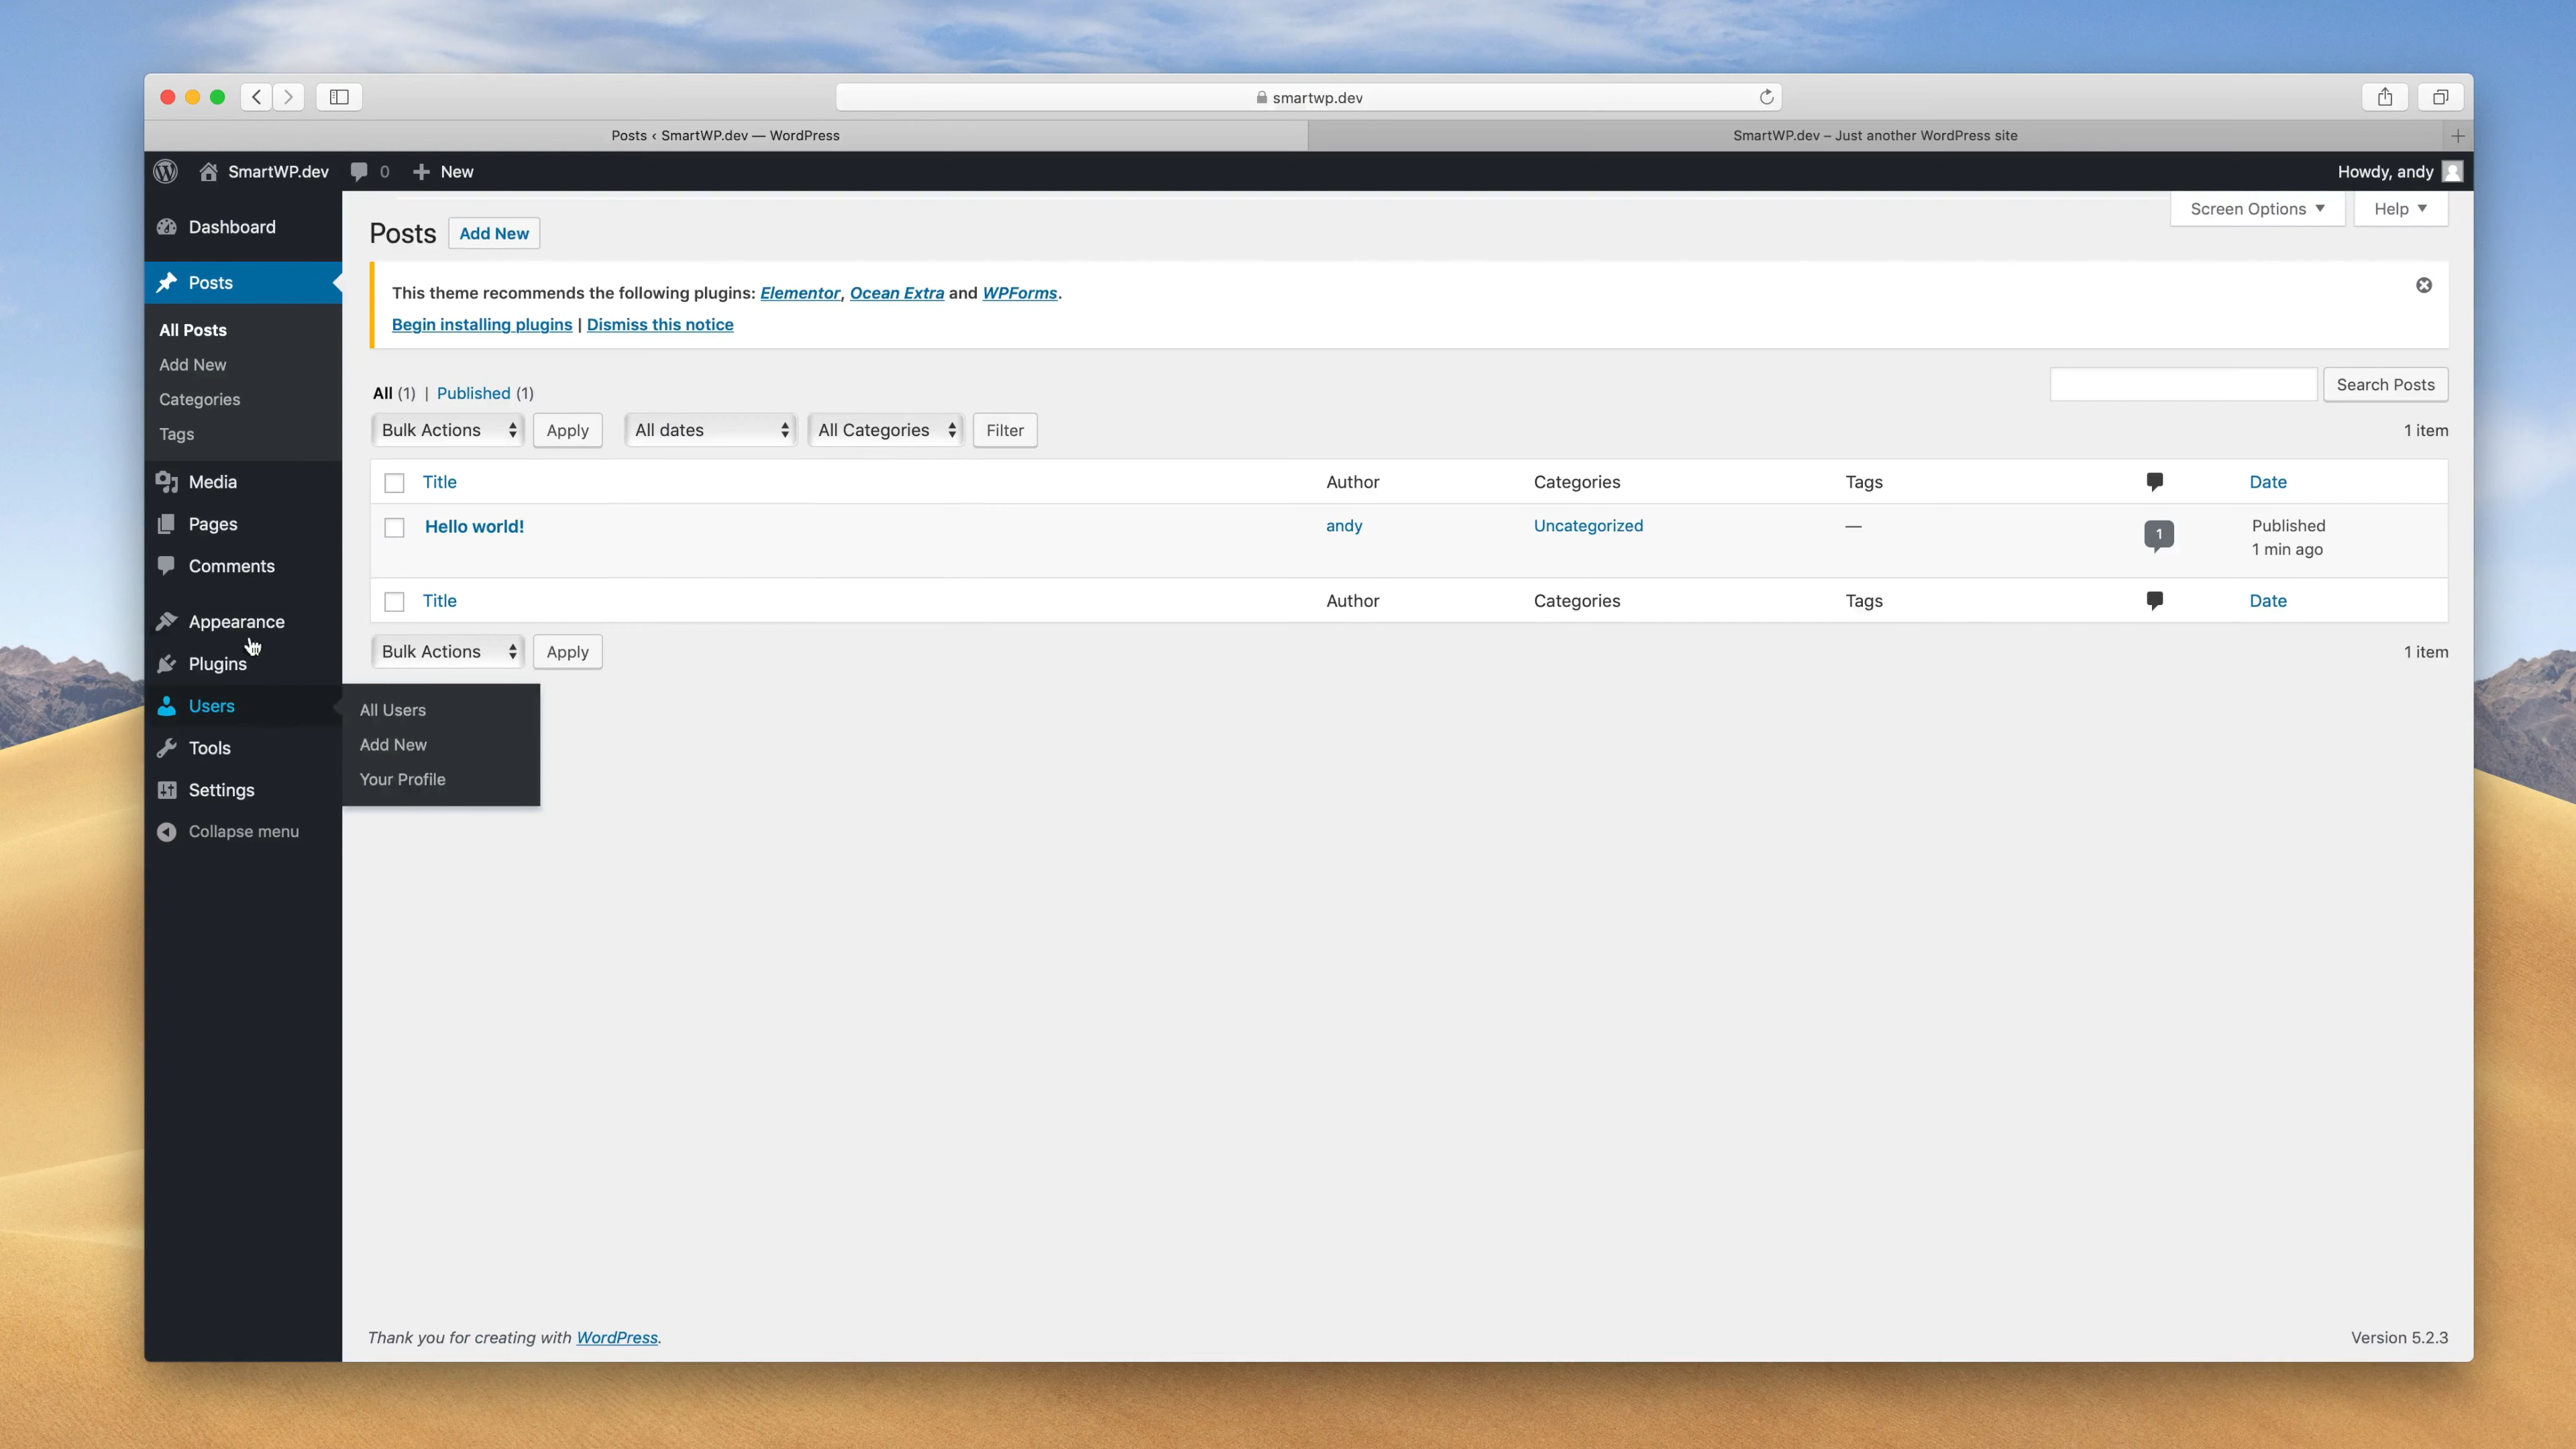 smartwp.dev
Posts ‹ SmartWP.dev — WordPress
SmartWP.dev – Just another WordPress site
SmartWP.dev 0 New
Howdy, andy
Dashboard
Posts
All Posts
Add New
Categories
Tags
Media
Pages
Comments
Appearance
Plugins
Users
Tools
Settings
Collapse menu
All Users
Add New
Your Profile
Screen Options Help
Posts Add New
This theme recommends the following plugins: Elementor, Ocean Extra and WPForms.
Begin installing plugins | Dismiss this notice
All (1) | Published (1)
Search Posts
Bulk Actions Apply All dates All Categories Filter
1 item
Title Author Categories Tags Date
Hello world! andy Uncategorized — 1 Published
1 min ago
Title Author Categories Tags Date
Bulk Actions Apply
1 item
Thank you for creating with WordPress.
Version 5.2.3